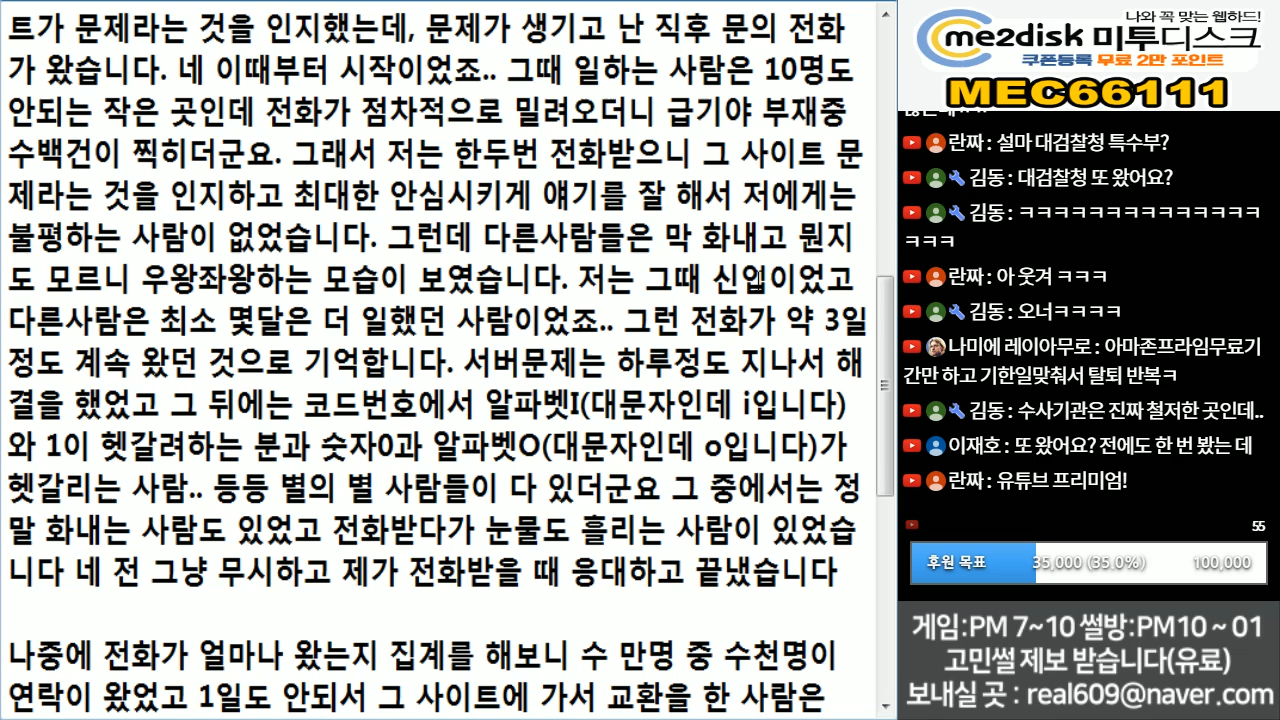 트가 문제라는 것을 인지했는데, 문제가 생기고 난 직후 문의 전화
가 왔습니다. 네 이때부터 시작이었죠.. 그때 일하는 사람은 10명도
안되는 작은 곳인데 전화가 점차적으로 밀려오더니 급기야 부재중
수백건이 찍히더군요. 그래서 저는 한두번 전화받으니 그 사이트 문
제라는 것을 인지하고 최대한 안심시키게 얘기를 잘 해서 저에게는
불평하는 사람이 없었습니다. 그런데 다른사람들은 막 화내고 뭔지
도 모르니 우왕좌왕하는 모습이 보였습니다. 저는 그때 신입이었고
다른사람은 최소 몇달은 더 일했던 사람이었죠.. 그런 전화가 약 3일
정도 계속 왔던 것으로 기억합니다. 서버문제는 하루정도 지나서 해
결을 했었고 그 뒤에는 코드번호에서 알파벳I(대문자인데 i입니다)
와 1이 헷갈려하는 분과 숫자0과 알파벳O(대문자인데 o입니다)가
헷갈리는 사람.. 등등 별의 별 사람들이 다 있더군요 그 중에서는 정
말 화내는 사람도 있었고 전화받다가 눈물도 흘리는 사람이 있었습
니다 네 전 그냥 무시하고 제가 전화받을 때 응대하고 끝냈습니다
나중에 전화가 얼마나 왔는지 집계를 해보니 수 만명 중 수천명이
연락이 왔었고 1일도 안되서 그 사이트에 가서 교환을 한 사람은
나와 꼭 맞는 웹하드!
me2disk 미투디스크
쿠폰등록 무료 2만 포인트
MEC66111
란짜 : 설마 대검찰청 특수부?
김동 : 대검찰청 또 왔어요?
김동 : ㅋㅋㅋㅋㅋㅋㅋㅋㅋㅋㅋㅋㅋㅋ
ㅋㅋㅋ
란짜 : 아 웃겨 ㅋㅋㅋ
김동 : 오너ㅋㅋㅋㅋ
나미에 레이아무로 : 아마존프라임무료기
간만 하고 기한일맞춰서 탈퇴 반복ㅋ
김동 : 수사기관은 진짜 철저한 곳인데..
이재호 : 또 왔어요? 전에도 한 번 봤는 데
란짜 : 유튜브 프리미엄!
55
후원 목표 35,000 (35.0%) 100,000
게임:PM 7~10 썰방:PM10 ~ 01
고민썰 제보 받습니다(유료)
보내실 곳 : real609@naver.com